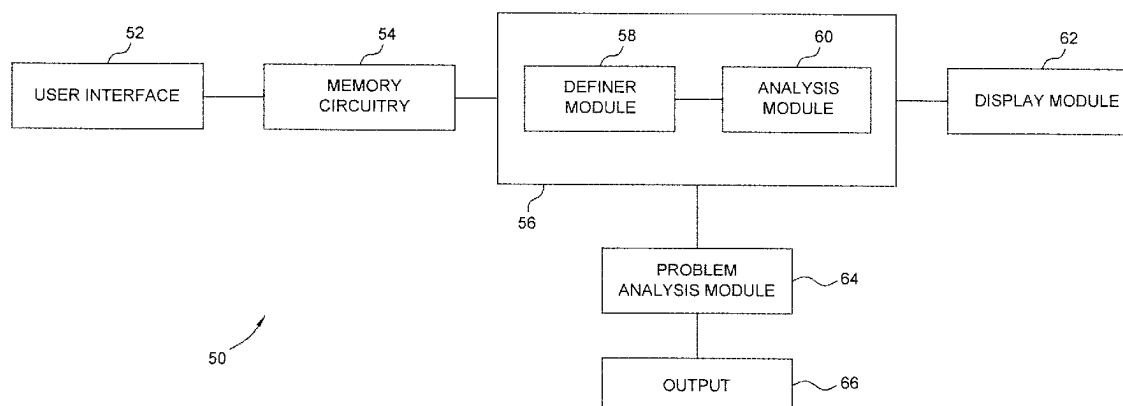 52
54
58
60
62
USER INTERFACE
MEMORY
CIRCUITRY
DEFINER
MODULE
ANALYSIS
MODULE
DISPLAY MODULE
56
PROBLEM
ANALYSIS MODULE
64
50
OUTPUT
66